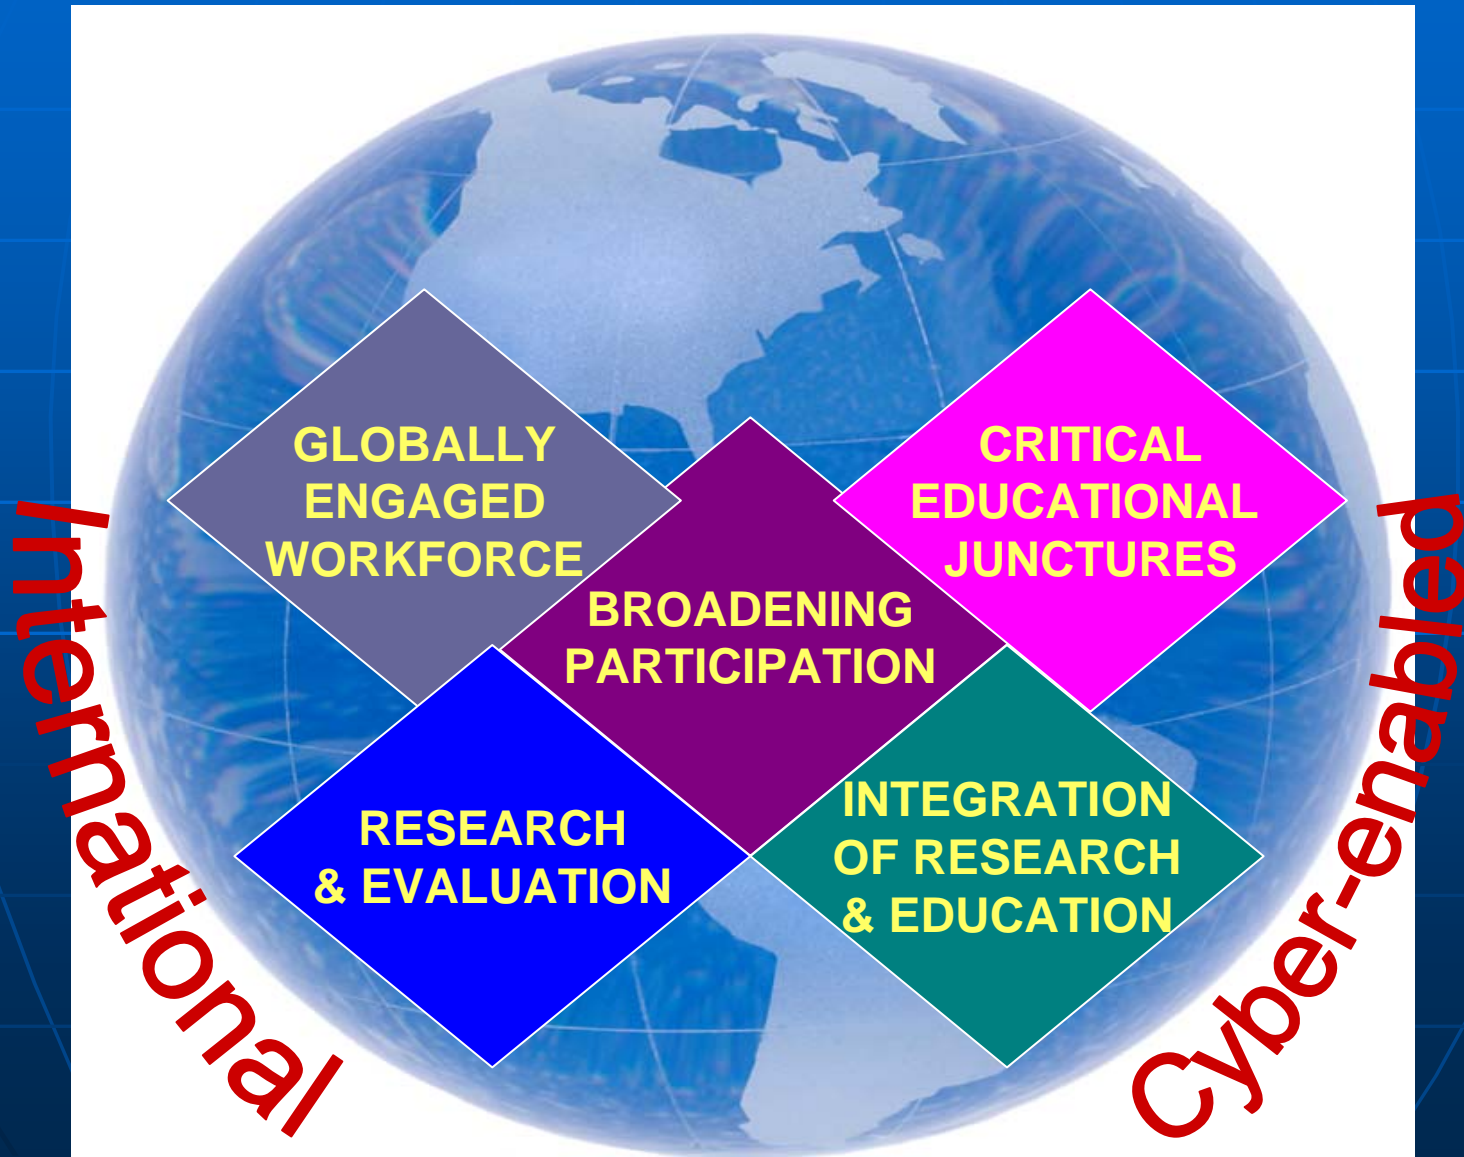 GLOBALLY
ENGAGED
WORKFORCE
CRITICAL
EDUCATIONAL
JUNCTURES
BROADENING
PARTICIPATION
RESEARCH
& EVALUATION
INTEGRATION
OF RESEARCH
& EDUCATION
International
Cyber-enabled